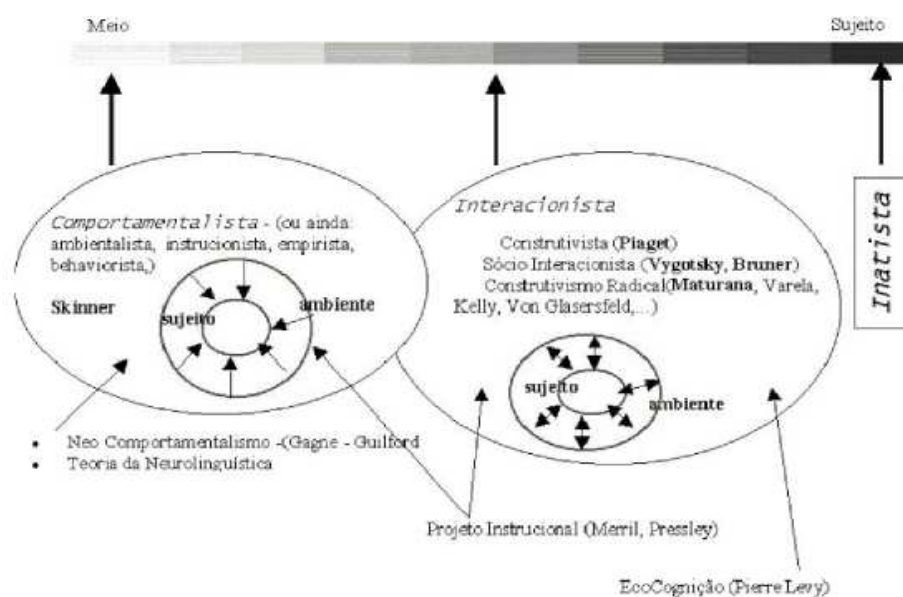 Meio
Sujeito
Comportamentalista - (ou ainda:
ambientalista, instrucionista, empirista,
behaviorista,)
Skinner
sujeito
ambiente
Interacionista
Construtivista (Piaget)
Sócio Interacionista (Vygotsky, Bruner)
Construtivismo Radical(Maturana, Varela,
Kelly, Von Glasersfeld,...)
sujeito
ambiente
Inatista
• Neo Comportamentalismo -(Gagne - Guilford
• Teoria da Neurolinguística
Projeto Instrucional (Merril, Pressley)
EcoCognição (Pierre Levy)